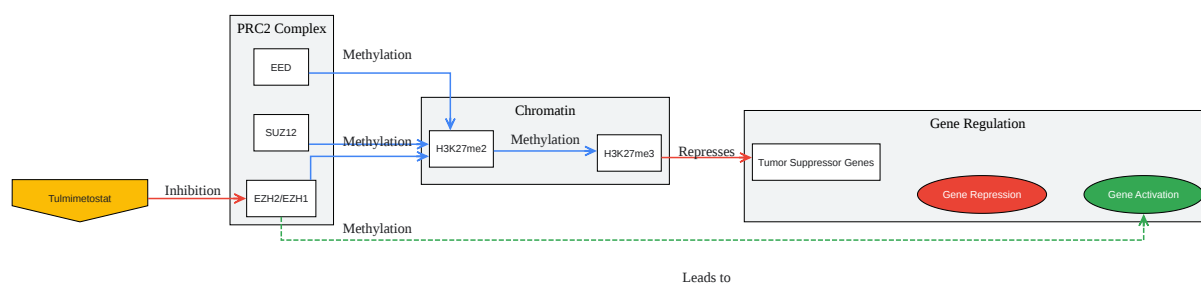 PRC2 Complex
EED
Methylation
Chromatin
Gene Regulation
SUZ12
Methylation
H3K27me2
Methylation
H3K27me3
Represses
Tumor Suppressor Genes
Tulmimetostat
Inhibition
EZH2/EZH1
Gene Repression
Gene Activation
Methylation
Leads to